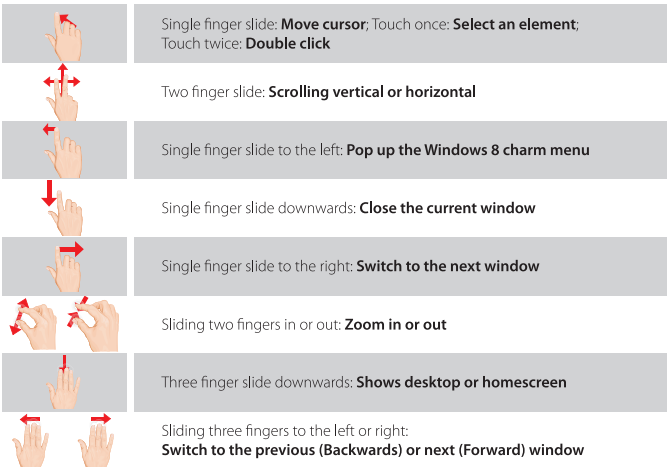 Single finger slide: Move cursor; Touch once: Select an element;
Touch twice: Double click
Two finger slide: Scrolling vertical or horizontal
Single finger slide to the left: Pop up the Windows 8 charm menu
Single finger slide downwards: Close the current window
Single finger slide to the right: Switch to the next window
Sliding two fingers in or out: Zoom in or out
Three finger slide downwards: Shows desktop or homescreen
Sliding three fingers to the left or right:
Switch to the previous (Backwards) or next (Forward) window